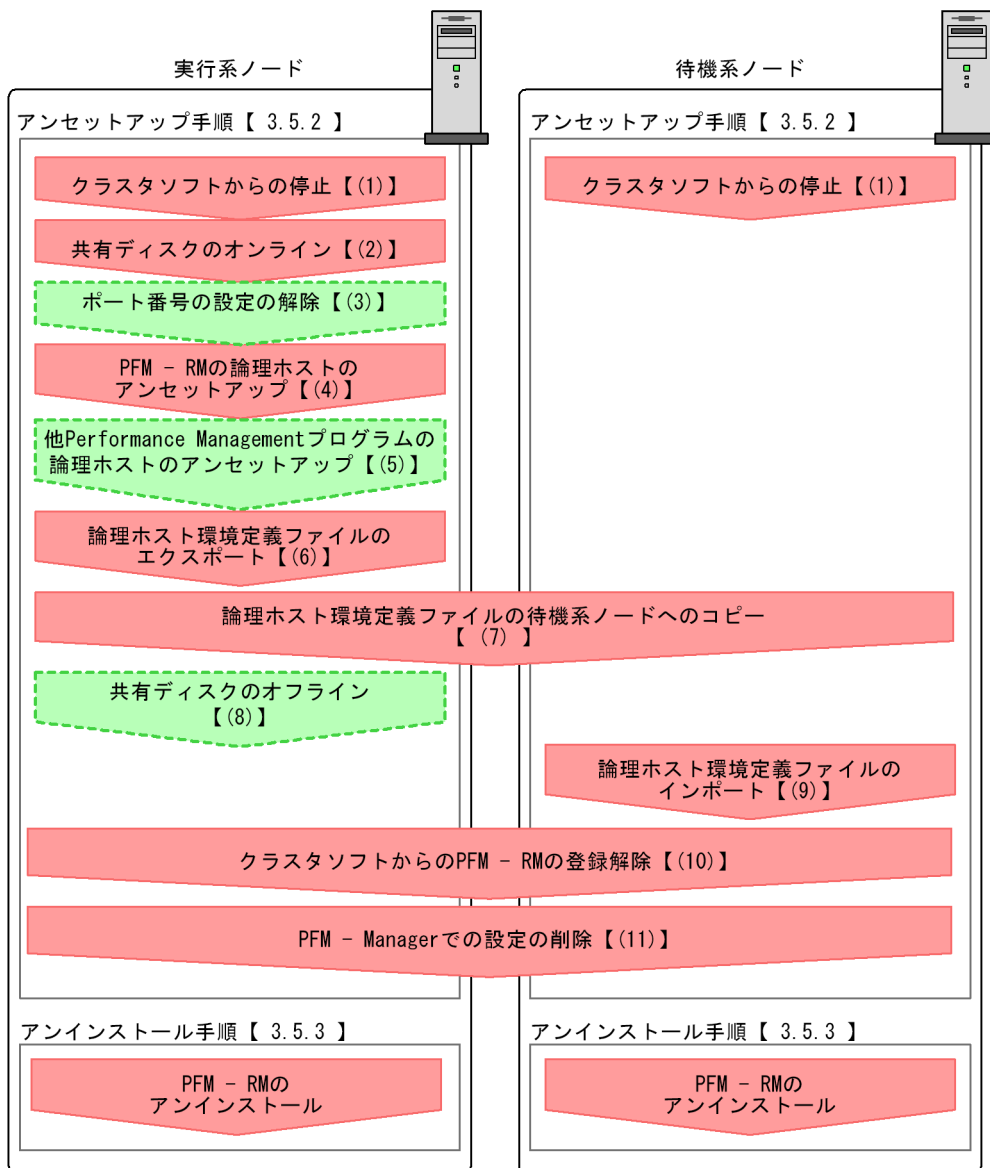 実行系ノード
待機系ノード
アンセットアップ手順【 3.5.2 】
アンセットアップ手順【 3.5.2 】
クラスタソフトからの停止【(1)】
クラスタソフトからの停止【(1)】
共有ディスクのオンライン【(2)】
ポート番号の設定の解除【(3)】
PFM - RMの論理ホストの
アンセットアップ【(4)】
他Performance Managementプログラムの
論理ホストのアンセットアップ【(5)】
論理ホスト環境定義ファイルの
エクスポート【(6)】
論理ホスト環境定義ファイルの待機系ノードへのコピー
【 (7) 】
共有ディスクのオフライン
【(8)】
論理ホスト環境定義ファイルの
インポート【(9)】
クラスタソフトからのPFM - RMの登録解除【(10)】
PFM - Managerでの設定の削除【(11)】
アンインストール手順【 3.5.3 】
アンインストール手順【 3.5.3 】
PFM - RMの
アンインストール
PFM - RMの
アンインストール